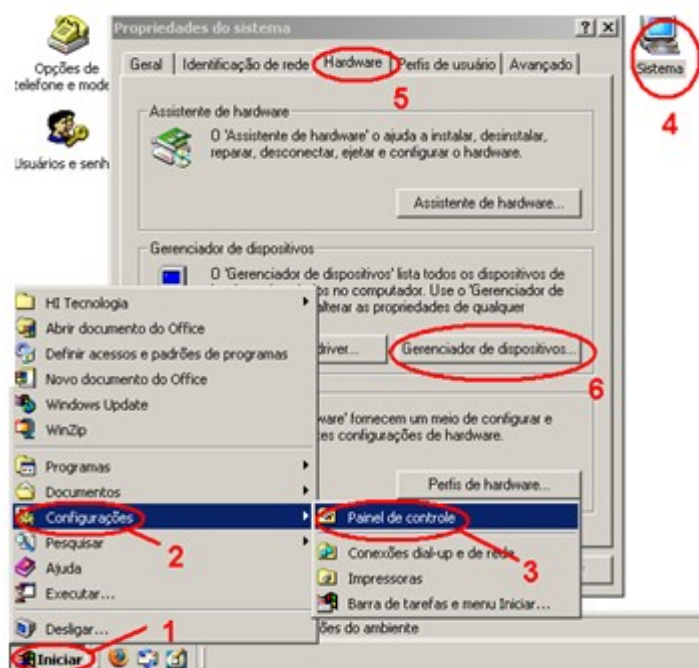 Propriedades do sistema
Opções de
telefone e mode
Usuários e senh
Geral
Identificação de rede
Hardware
Perfis de usuário
Avançado
5
Sistema
4
Assistente de hardware
O 'Assistente de hardware' o ajuda a instalar, desinstalar,
reparar, desconectar, ejetar e configurar o hardware.
Assistente de hardware...
Gerenciador de dispositivos
O 'Gerenciador de dispositivos' lista todos os dispositivos de
os no computador. Use o 'Gerenciador de
alterar as propriedades de qualquer
driver...
Gerenciador de dispositivos...
6
ware' fornecem um meio de configurar e
tes configurações de hardware.
Perfis de hardware...
HI Tecnologia
Abrir documento do Office
Definir acessos e padrões de programas
Novo documento do Office
Windows Update
WinZip
Programas
Documentos
Configurações
2
Pesquisar
Ajuda
Executar...
Desligar...
1
Painel de controle
3
Conexões dial-up e de rede
Impressoras
Barra de tarefas e menu Iniciar...
ões do ambiente
Iniciar